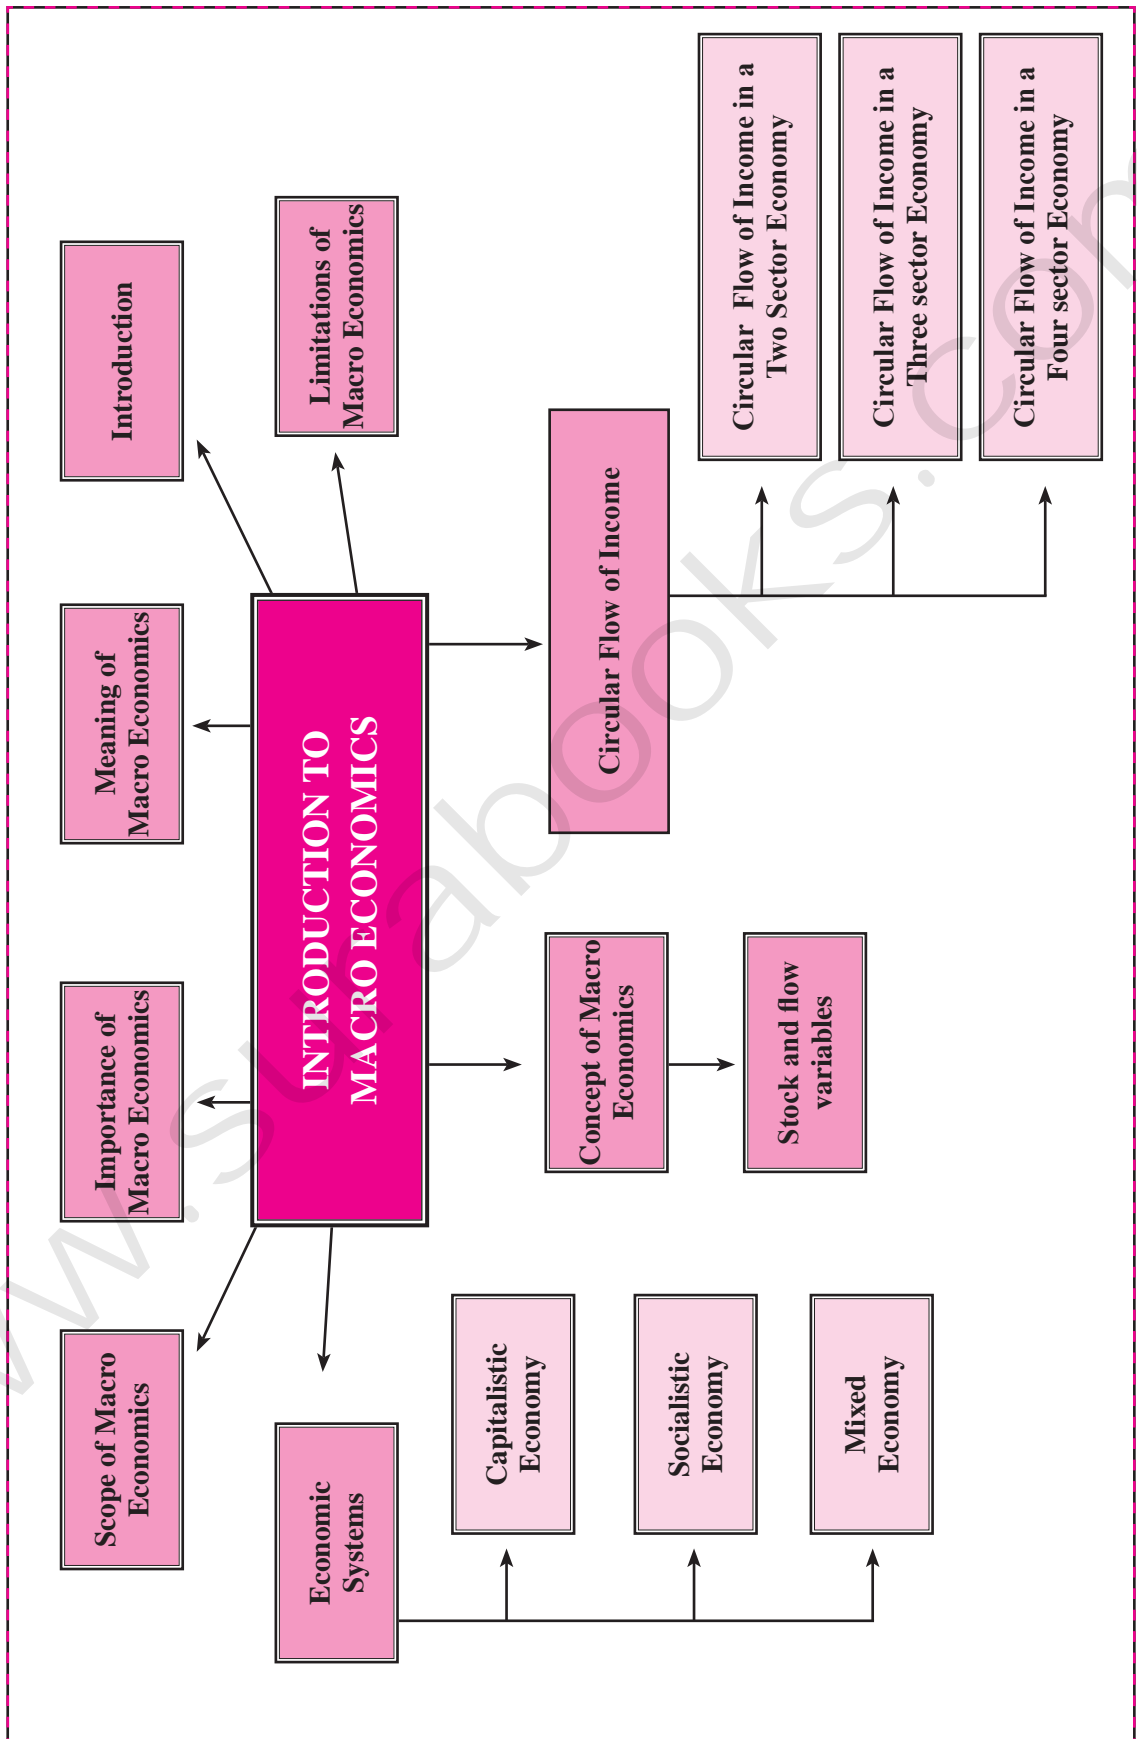 Scope of Macro
Economics
Importance of
Macro Economics
Meaning of
Macro Economics
Introduction
Economic
Systems
INTRODUCTION TO
MACRO ECONOMICS
Limitations of
Macro Economics
Capitalistic
Economy
Socialistic
Economy
Mixed
Economy
Concept of Macro
Economics
Stock and flow
variables
Circular Flow of Income
Circular Flow of Income in a
Two Sector Economy
Circular Flow of Income in a
Three sector Economy
Circular Flow of Income in a
Four sector Economy
w.surabooks.com